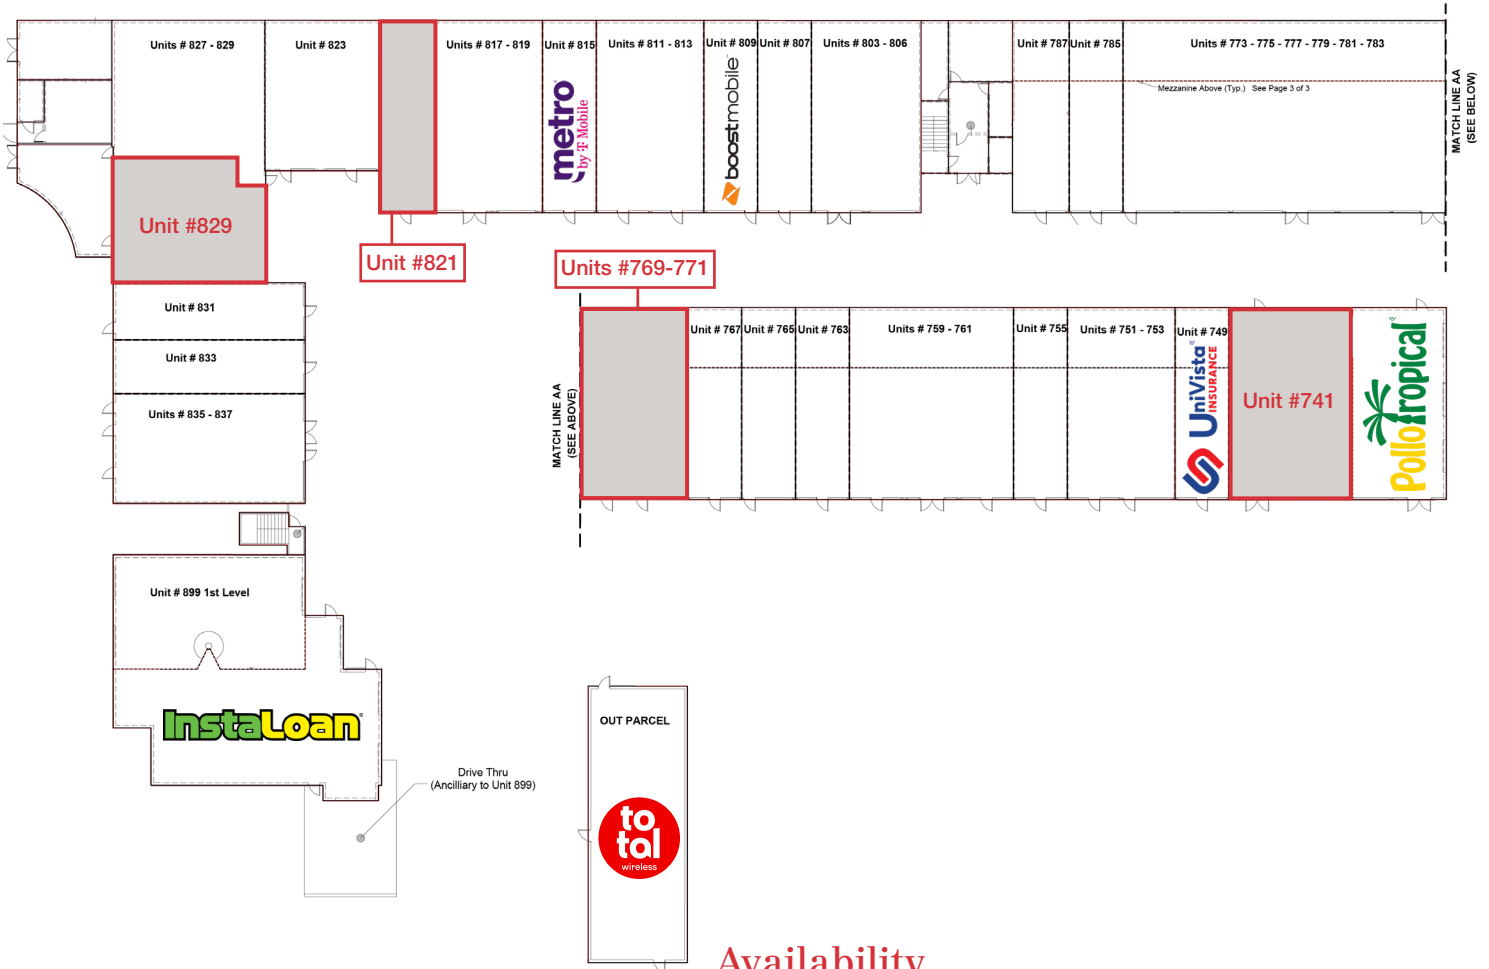 Units # 827 - 829
Unit # 823
Units # 817 - 819
Unit # 815
Units # 811 - 813
Unit # 809
Unit # 807
Units # 803 - 806
Unit # 787
Unit # 785
Units # 773 - 775 - 777 - 779 - 781 - 783
Mezzanine Above (Typ.) See Page 3 of 3
MATCH LINE AA
(SEE BELOW)
metro
by T Mobile
boostmobile
Unit #829
Unit #821
Units #769-771
Unit # 831
Unit # 833
Units # 835 - 837
MATCH LINE AA
(SEE ABOVE)
Unit # 767
Unit # 765
Unit # 763
Units # 759 - 761
Unit # 755
Units # 751 - 753
Unit # 749
UniVista
INSURANCE
Unit #741
PolloTropical
Unit # 899 1st Level
InstaLoan
Drive Thru
(Ancilliary to Unit 899)
OUT PARCEL
to
tal
wireless
Availability